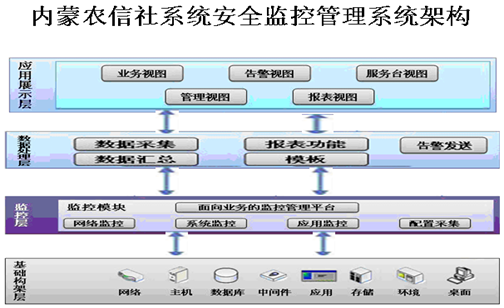 内蒙农信社系统安全监控管理系统架构
应用展示层
业务视图 告警视图 服务台视图
管理视图 报表视图
数据处理层
数据采集 报表功能 告警发送
数据汇总 模板
监控层
监控模块 面向业务的监控管理平台
网络监控 系统监控 应用监控 配置采集
基础构架层
网络 主机 数据库 中间件 应用 存储 环境 桌面